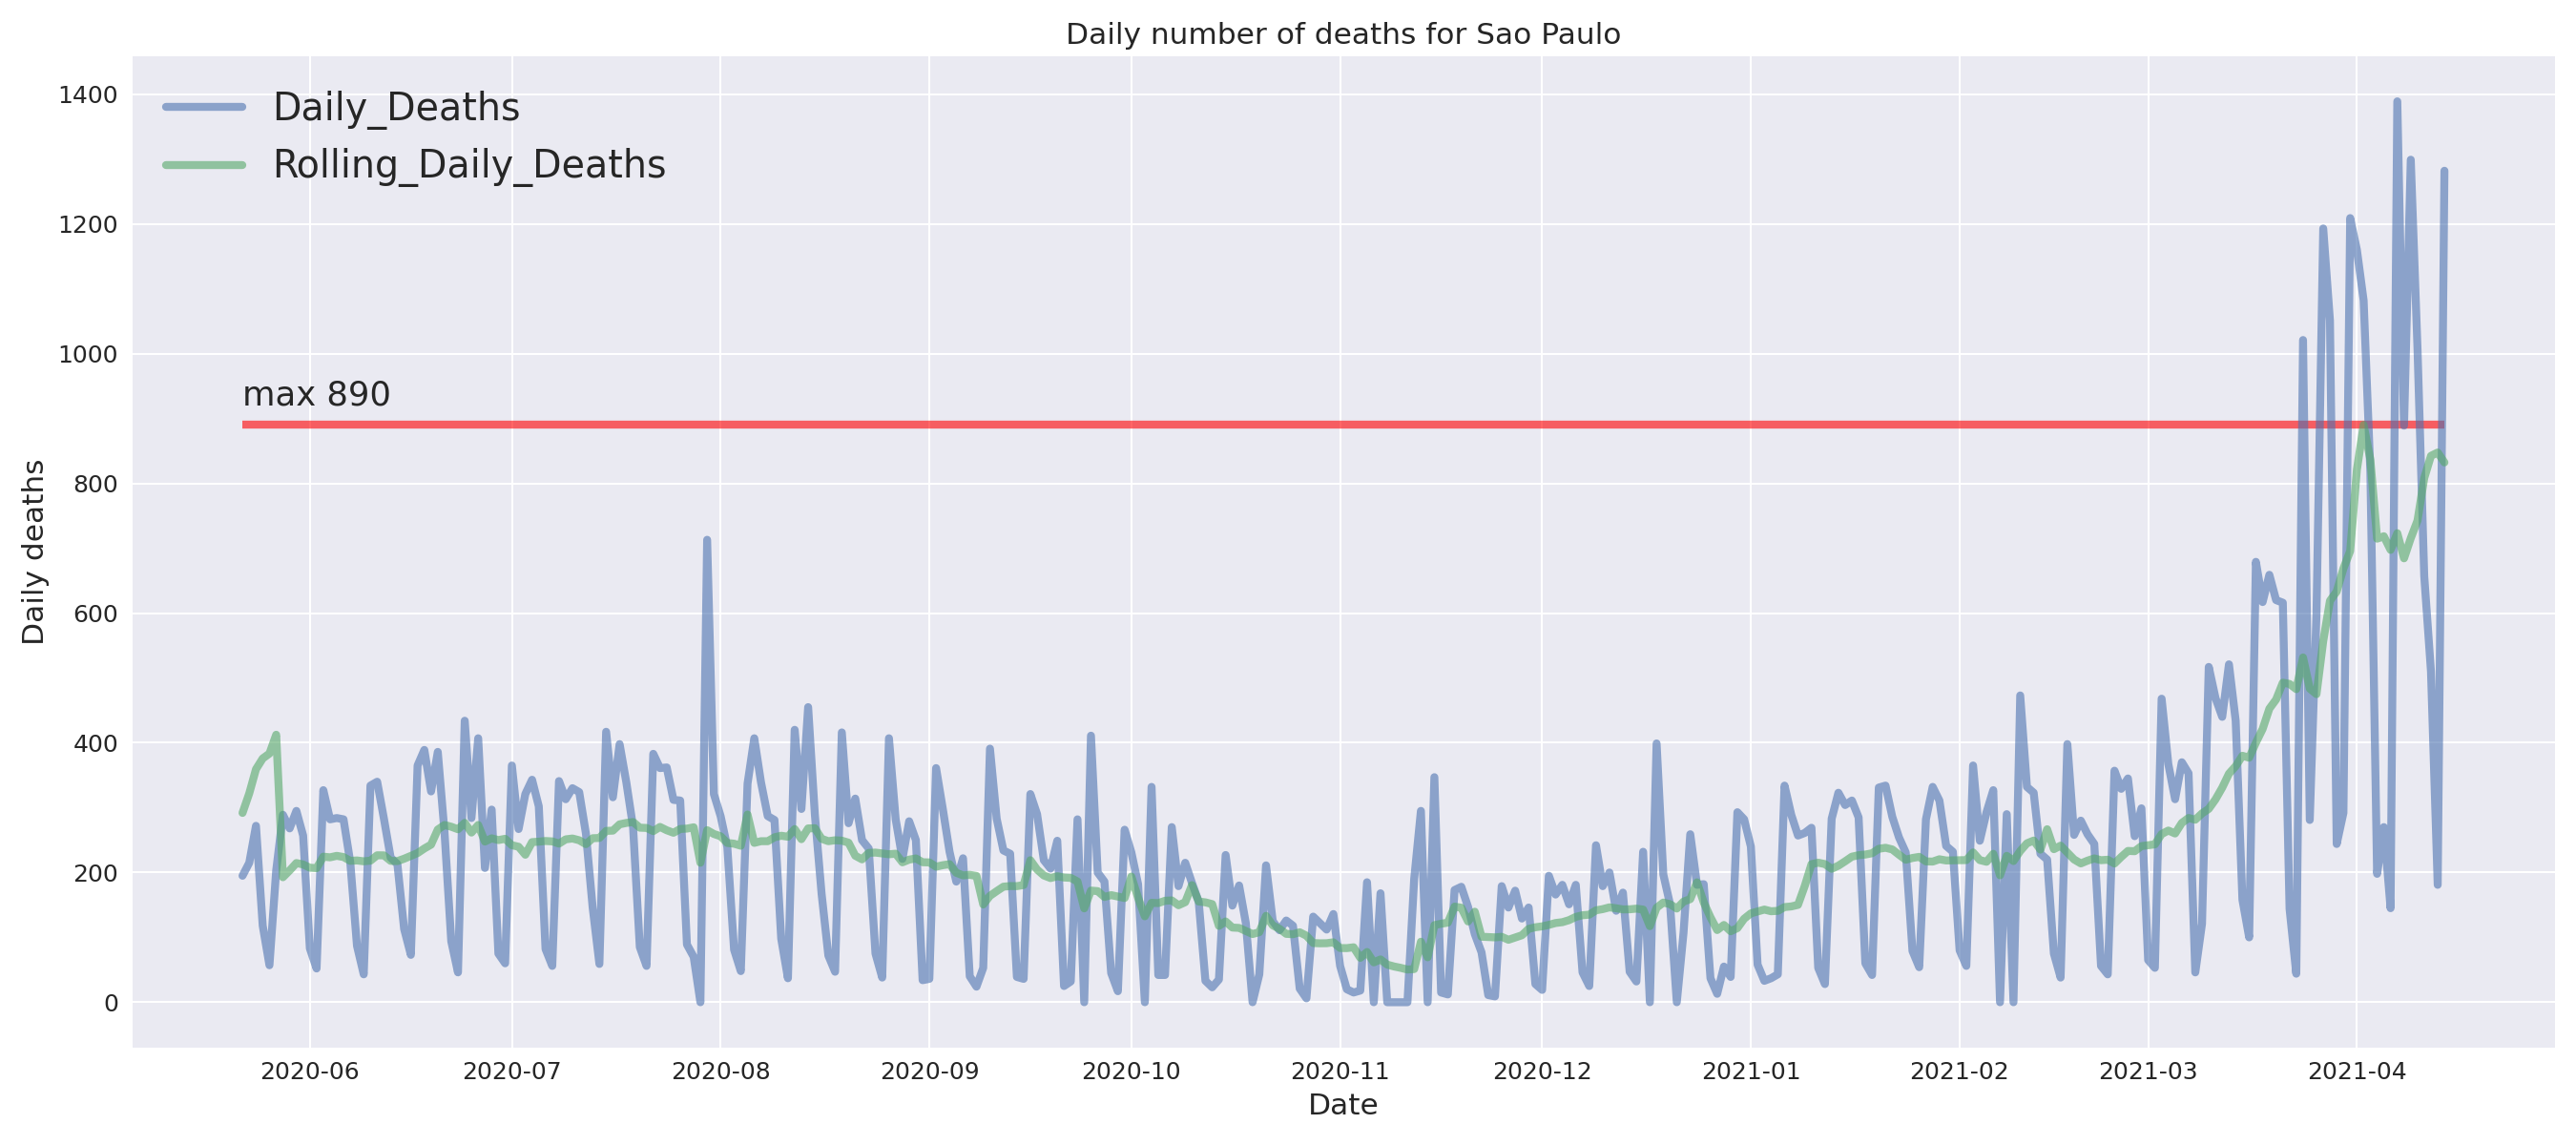 Daily number of deaths for Sao Paulo
1400
1200
1000
800
600
400
200
0
Daily deaths
Daily_Deaths
Rolling_Daily_Deaths
max 890
2020-06 2020-07 2020-08 2020-09 2020-10 2020-11 2020-12 2021-01 2021-02 2021-03 2021-04
Date